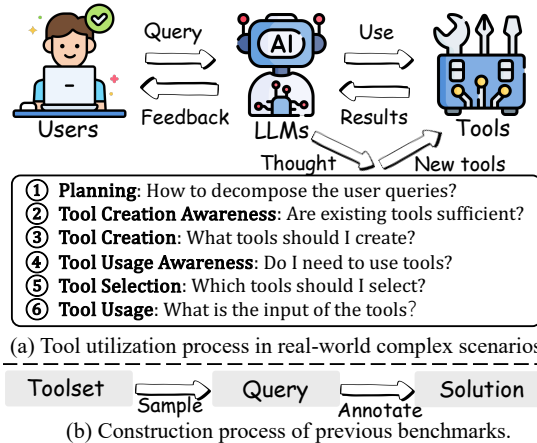 AI
Query
Use
Feedback
Results
Users
LLMs
Tools
Thought
New tools
① Planning: How to decompose the user queries?
② Tool Creation Awareness: Are existing tools sufficient?
③ Tool Creation: What tools should I create?
④ Tool Usage Awareness: Do I need to use tools?
⑤ Tool Selection: Which tools should I select?
⑥ Tool Usage: What is the input of the tools?
(a) Tool utilization process in real-world complex scenarios
Toolset
Sample
Query
Annotate
Solution
(b) Construction process of previous benchmarks.